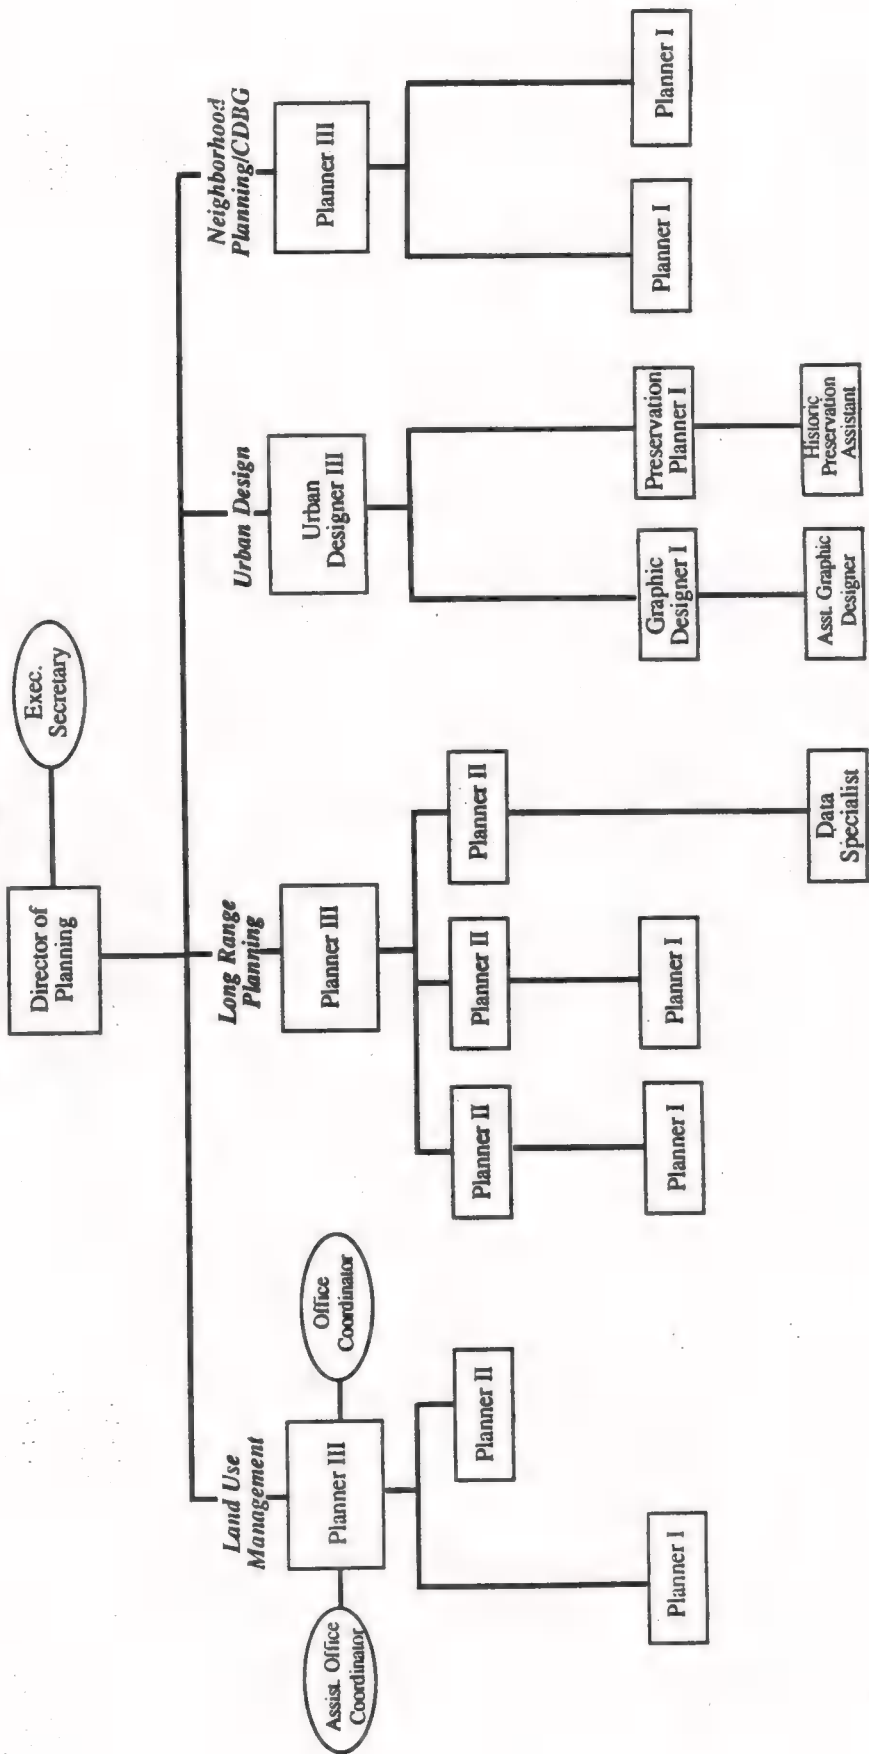 Director of
Planning
Exec.
Secretary
Land Use
Management
Long Range
Planning
Urban Design
Neighborhood
Planning/CDBG
Assist. Office
Coordinator
Planner III
Office
Coordinator
Planner III
Urban
Designer III
Planner III
Planner II
Planner II
Planner II
Planner II
Planner I
Planner I
Planner I
Graphic
Designer I
Preservation
Planner I
Planner I
Planner I
Data
Specialist
Asst. Graphic
Designer
Historic
Preservation
Assistant